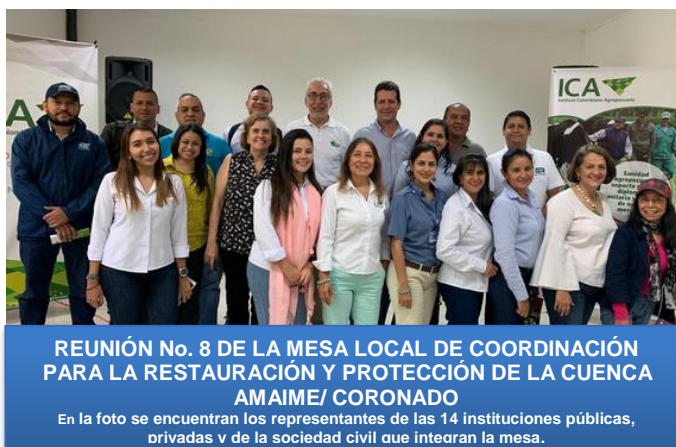 ICA
Instituto Colombiano Agropecuario
Sanidad
agropecuaria
REUNIÓN No. 8 DE LA MESA LOCAL DE COORDINACIÓN
PARA LA RESTAURACIÓN Y PROTECCIÓN DE LA CUENCA
AMAIME/ CORONADO
En la foto se encuentran los representantes de las 14 instituciones públicas,
privadas y de la sociedad civil que integran la mesa.